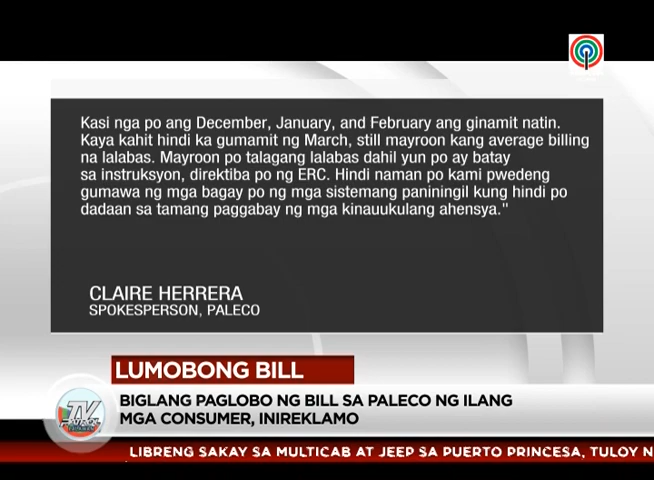 Kasi nga po ang December, January, and February ang ginamit natin.
Kaya kahit hindi ka gumamit ng March, still mayroon kang average billing
na lalabas. Mayroon po talagang lalabas dahil yun po ay batay
sa instruksyon, direktiba po ng ERC. Hindi naman po kami pwedeng
gumawa ng mga bagay po ng mga sistemang paniningil kung hindi po
dadaan sa tamang paggabay ng mga kinauukulang ahensya."
CLAIRE HERRERA
SPOKESPERSON, PALECO
LUMOBONG BILL
BIGLANG PAGLOBO NG BILL SA PALECO NG ILANG
MGA CONSUMER, INIREKLAMO
TV
PATROL
LIBRENG SAKAY SA MULTICAB AT JEEP SA PUERTO PRINCESA, TULOY N